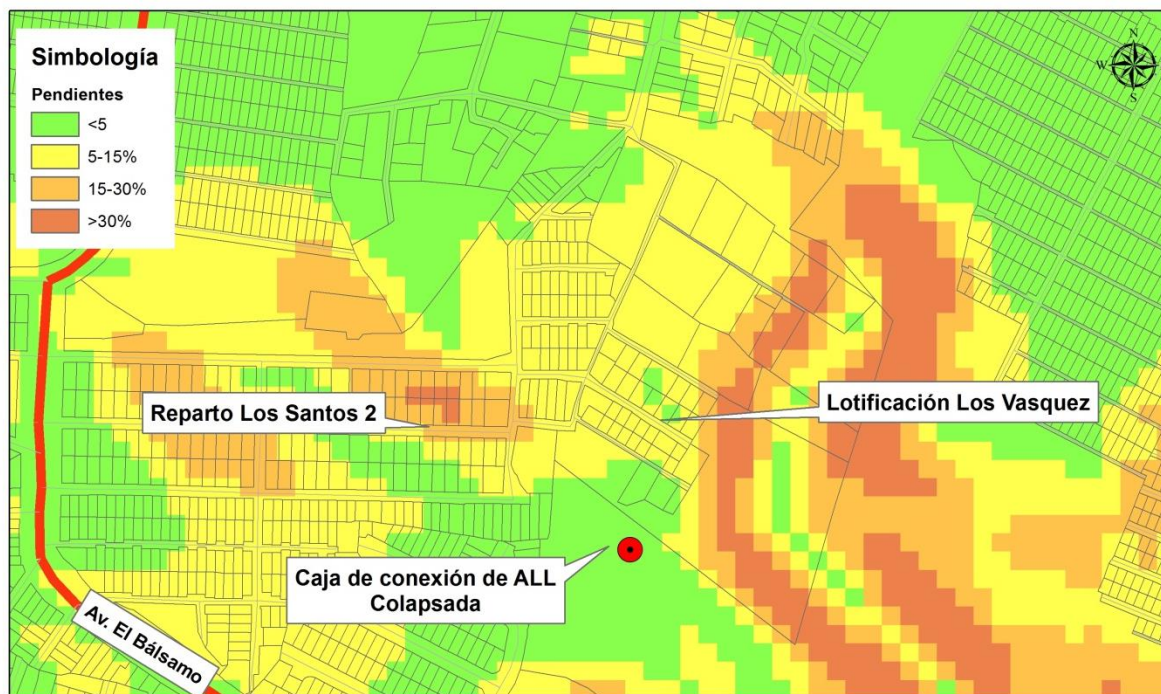 Simbología
Pendientes
<5
5-15%
15-30%
>30%
N
W
E
S
Reparto Los Santos 2
Lotificación Los Vasquez
Caja de conexión de ALL
Colapsada
Av. El Bálsamo